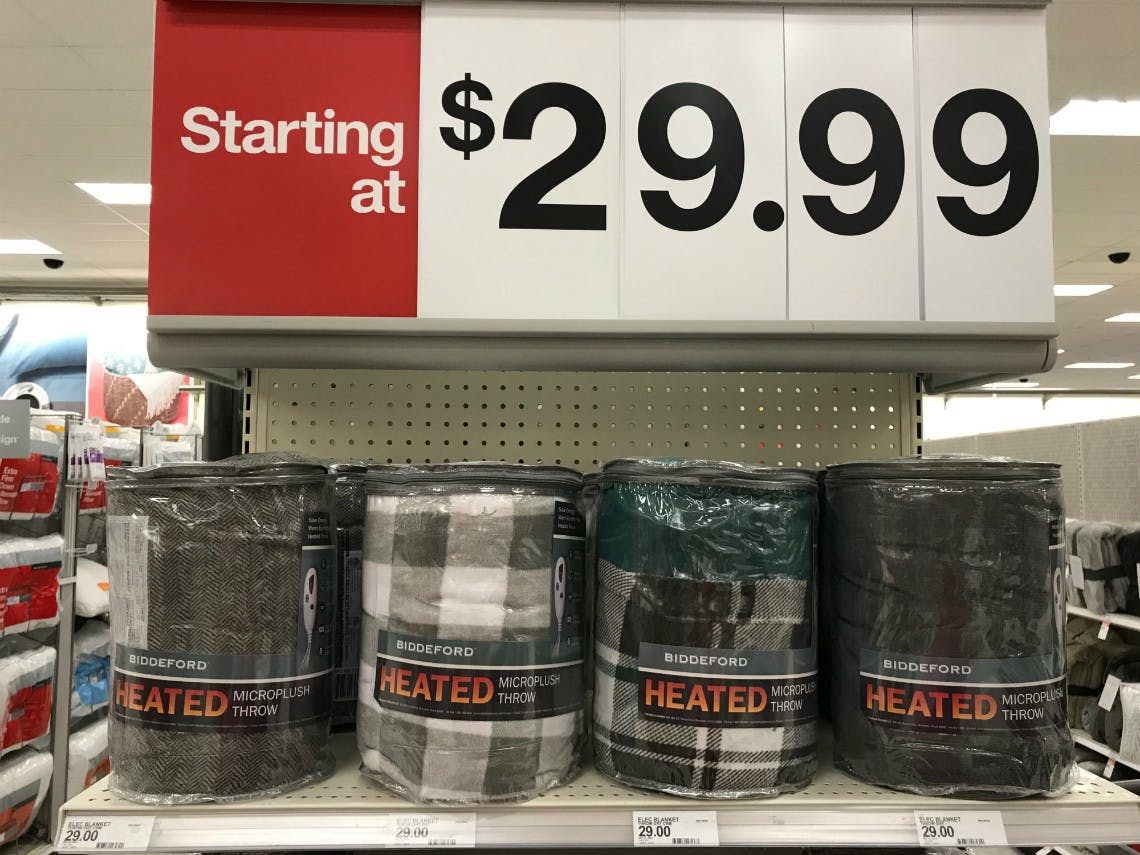 Starting
at
$29.99
BIDDEFORD
HEATED MICROPLUSH
THROW
BIDDEFORD
HEATED MICROPLUSH
THROW
BIDDEFORD
HEATED MICROPLUSH
THROW
BIDDEFORD
HEATED MICROPLUSH
THROW
ELEC BLANKET
29.00
ELEC BLANKET
29.00
ELEC BLANKET
29.00
ELEC BLANKET
29.00